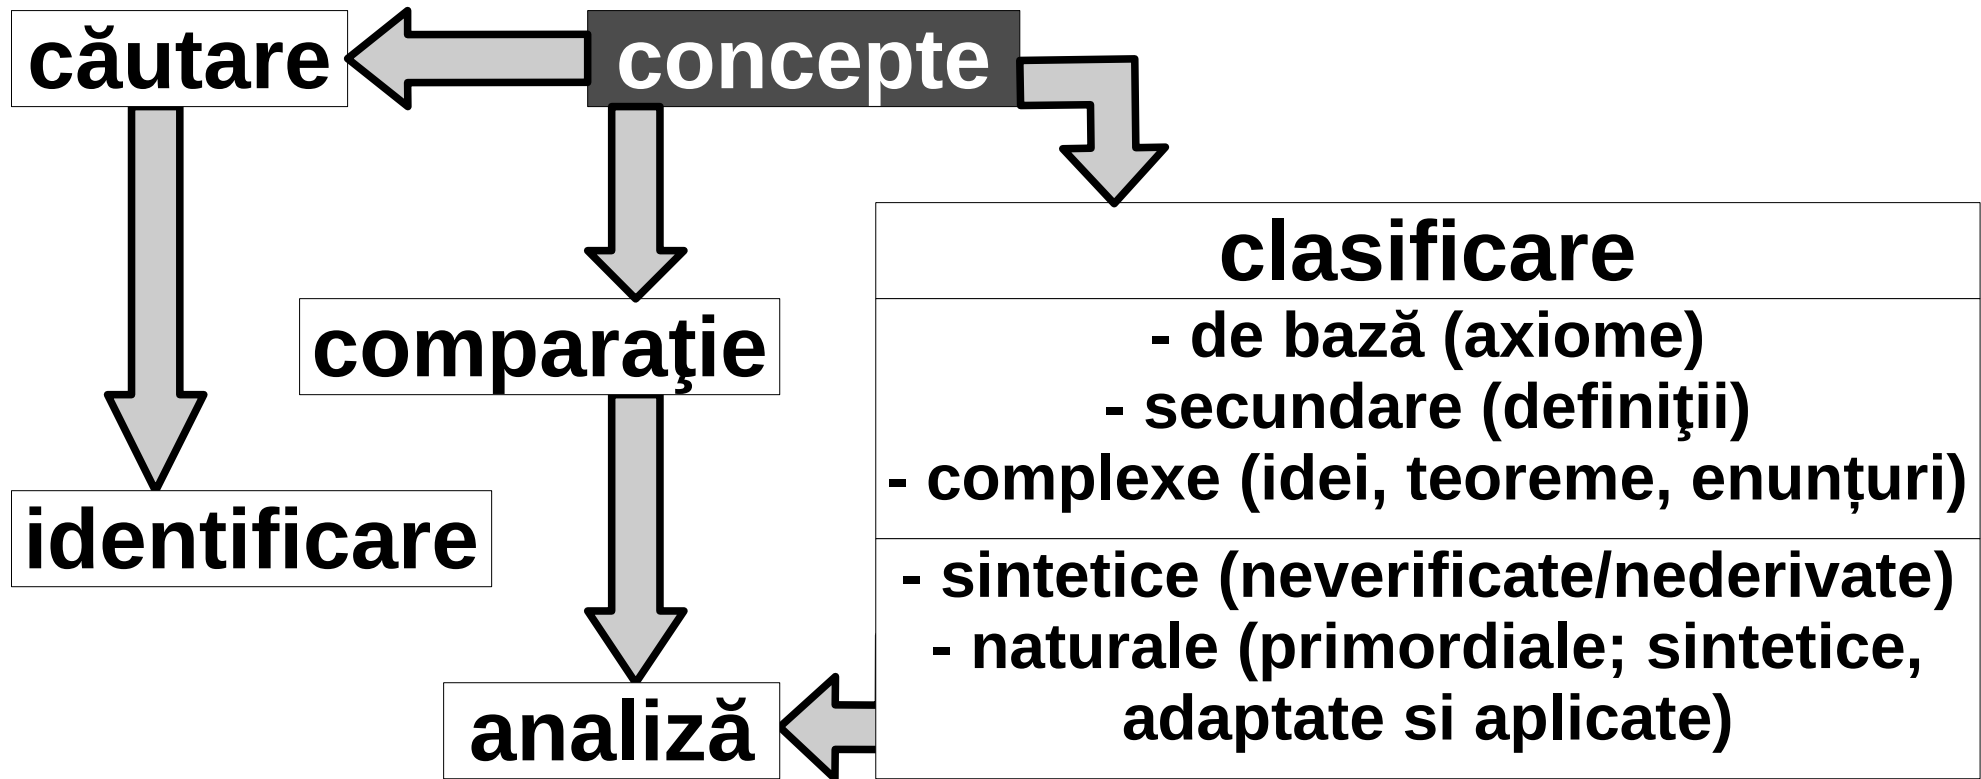 căutare
concepte
clasificare
- de bază (axiome)
- secundare (definiţii)
- complexe (idei, teoreme, enunțuri)
comparaţie
identificare
- sintetice (neverificate/nederivate)
- naturale (primordiale; sintetice,
adaptate si aplicate)
analiză